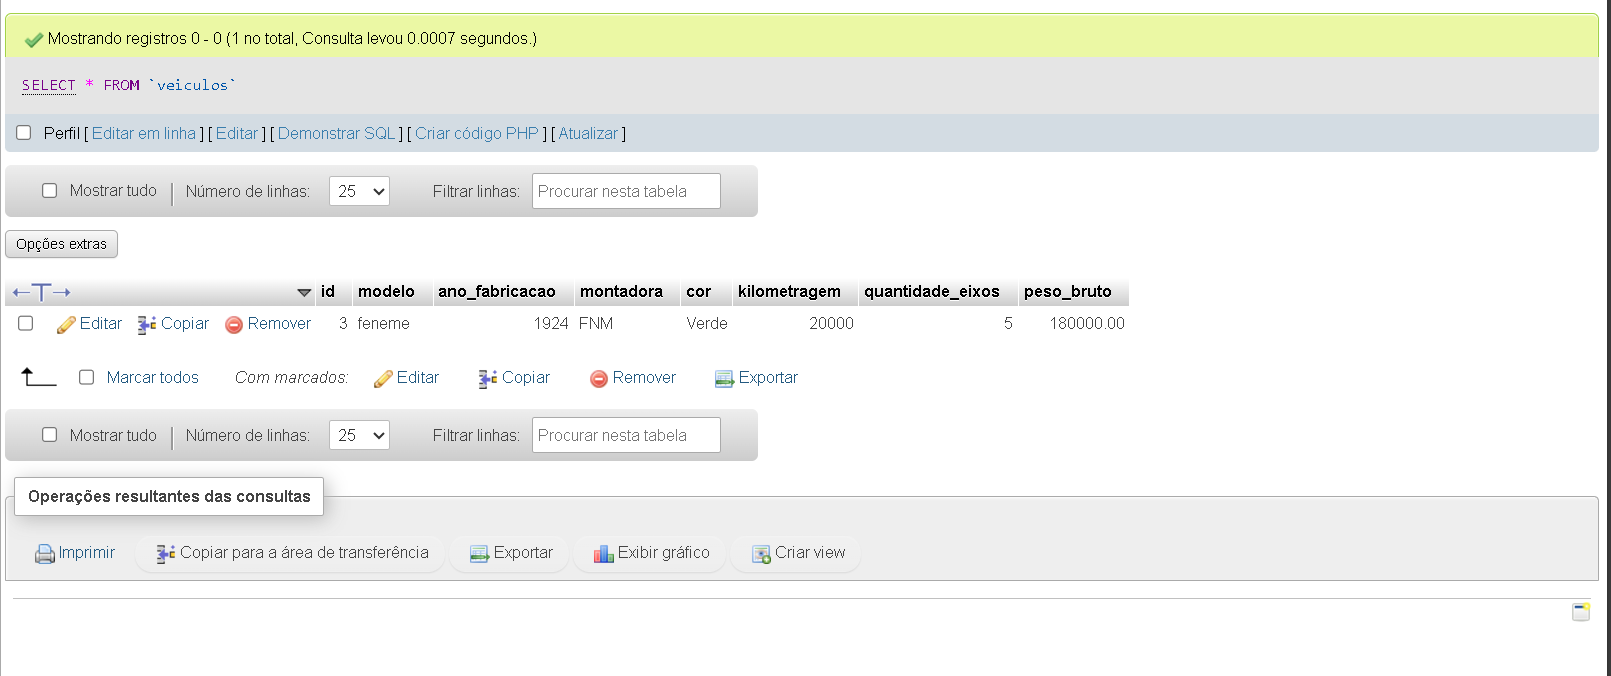 Mostrando registros 0 - 0 (1 no total, Consulta levou 0.0007 segundos.)
SELECT * FROM `veiculos`
Perfil [ Editar em linha ] [ Editar ] [ Demonstrar SQL ] [ Criar código PHP ] [ Atualizar ]
Mostrar tudo | Número de linhas: 25 Filtrar linhas: Procurar nesta tabela
Opções extras
id modelo ano_fabricacao montadora cor kilometragem quantidade_eixos peso_bruto
Editar Copiar Remover 3 feneme 1924 FNM Verde 20000 5 180000.00
Marcar todos Com marcados: Editar Copiar Remover Exportar
Mostrar tudo | Número de linhas: 25 Filtrar linhas: Procurar nesta tabela
Operações resultantes das consultas
Imprimir Copiar para a área de transferência Exportar Exibir gráfico Criar view